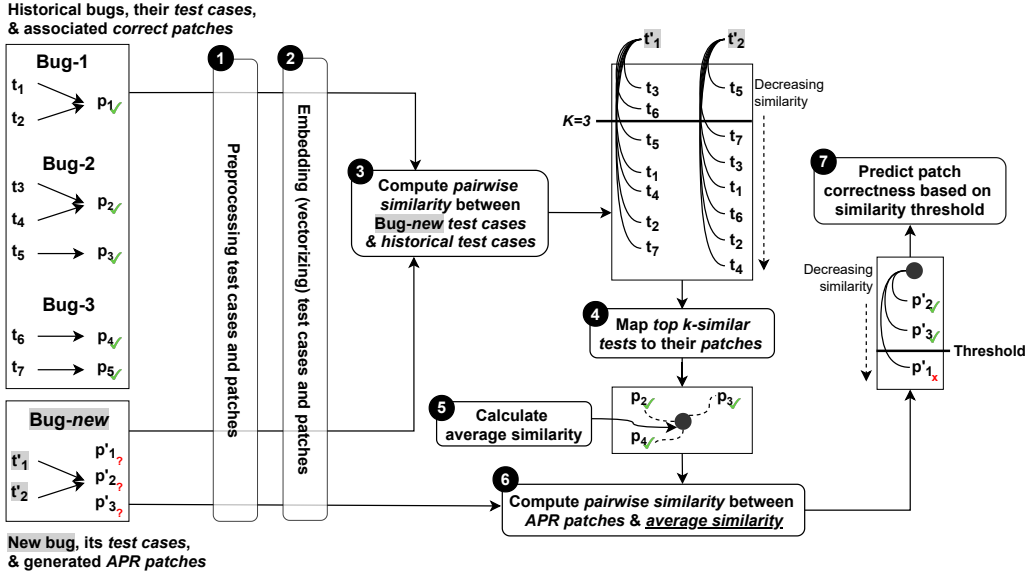 Historical bugs, their test cases,
& associated correct patches
Bug-1
t1
t2
p1
Bug-2
t3
t4
p2
t5
p3
Bug-3
t6
p4
t7
p5
Bug-new
t'1
t'2
p'1?
p'2?
p'3?
New bug, its test cases,
& generated APR patches
1
Preprocessing test cases and patches
2
Embedding (vectorizing) test cases and patches
3
Compute pairwise
similarity between
Bug-new test cases
& historical test cases
t'1
t3
t6
K=3
t5
t1
t4
t2
t7
t'2
t5
t7
t3
t1
t6
t2
t4
Decreasing
similarity
4
Map top k-similar
tests to their patches
5
Calculate
average similarity
p2
p3
p4
6
Compute pairwise similarity between
APR patches & average similarity
7
Predict patch
correctness based on
similarity threshold
Decreasing
similarity
p'2
p'3
Threshold
p'1x